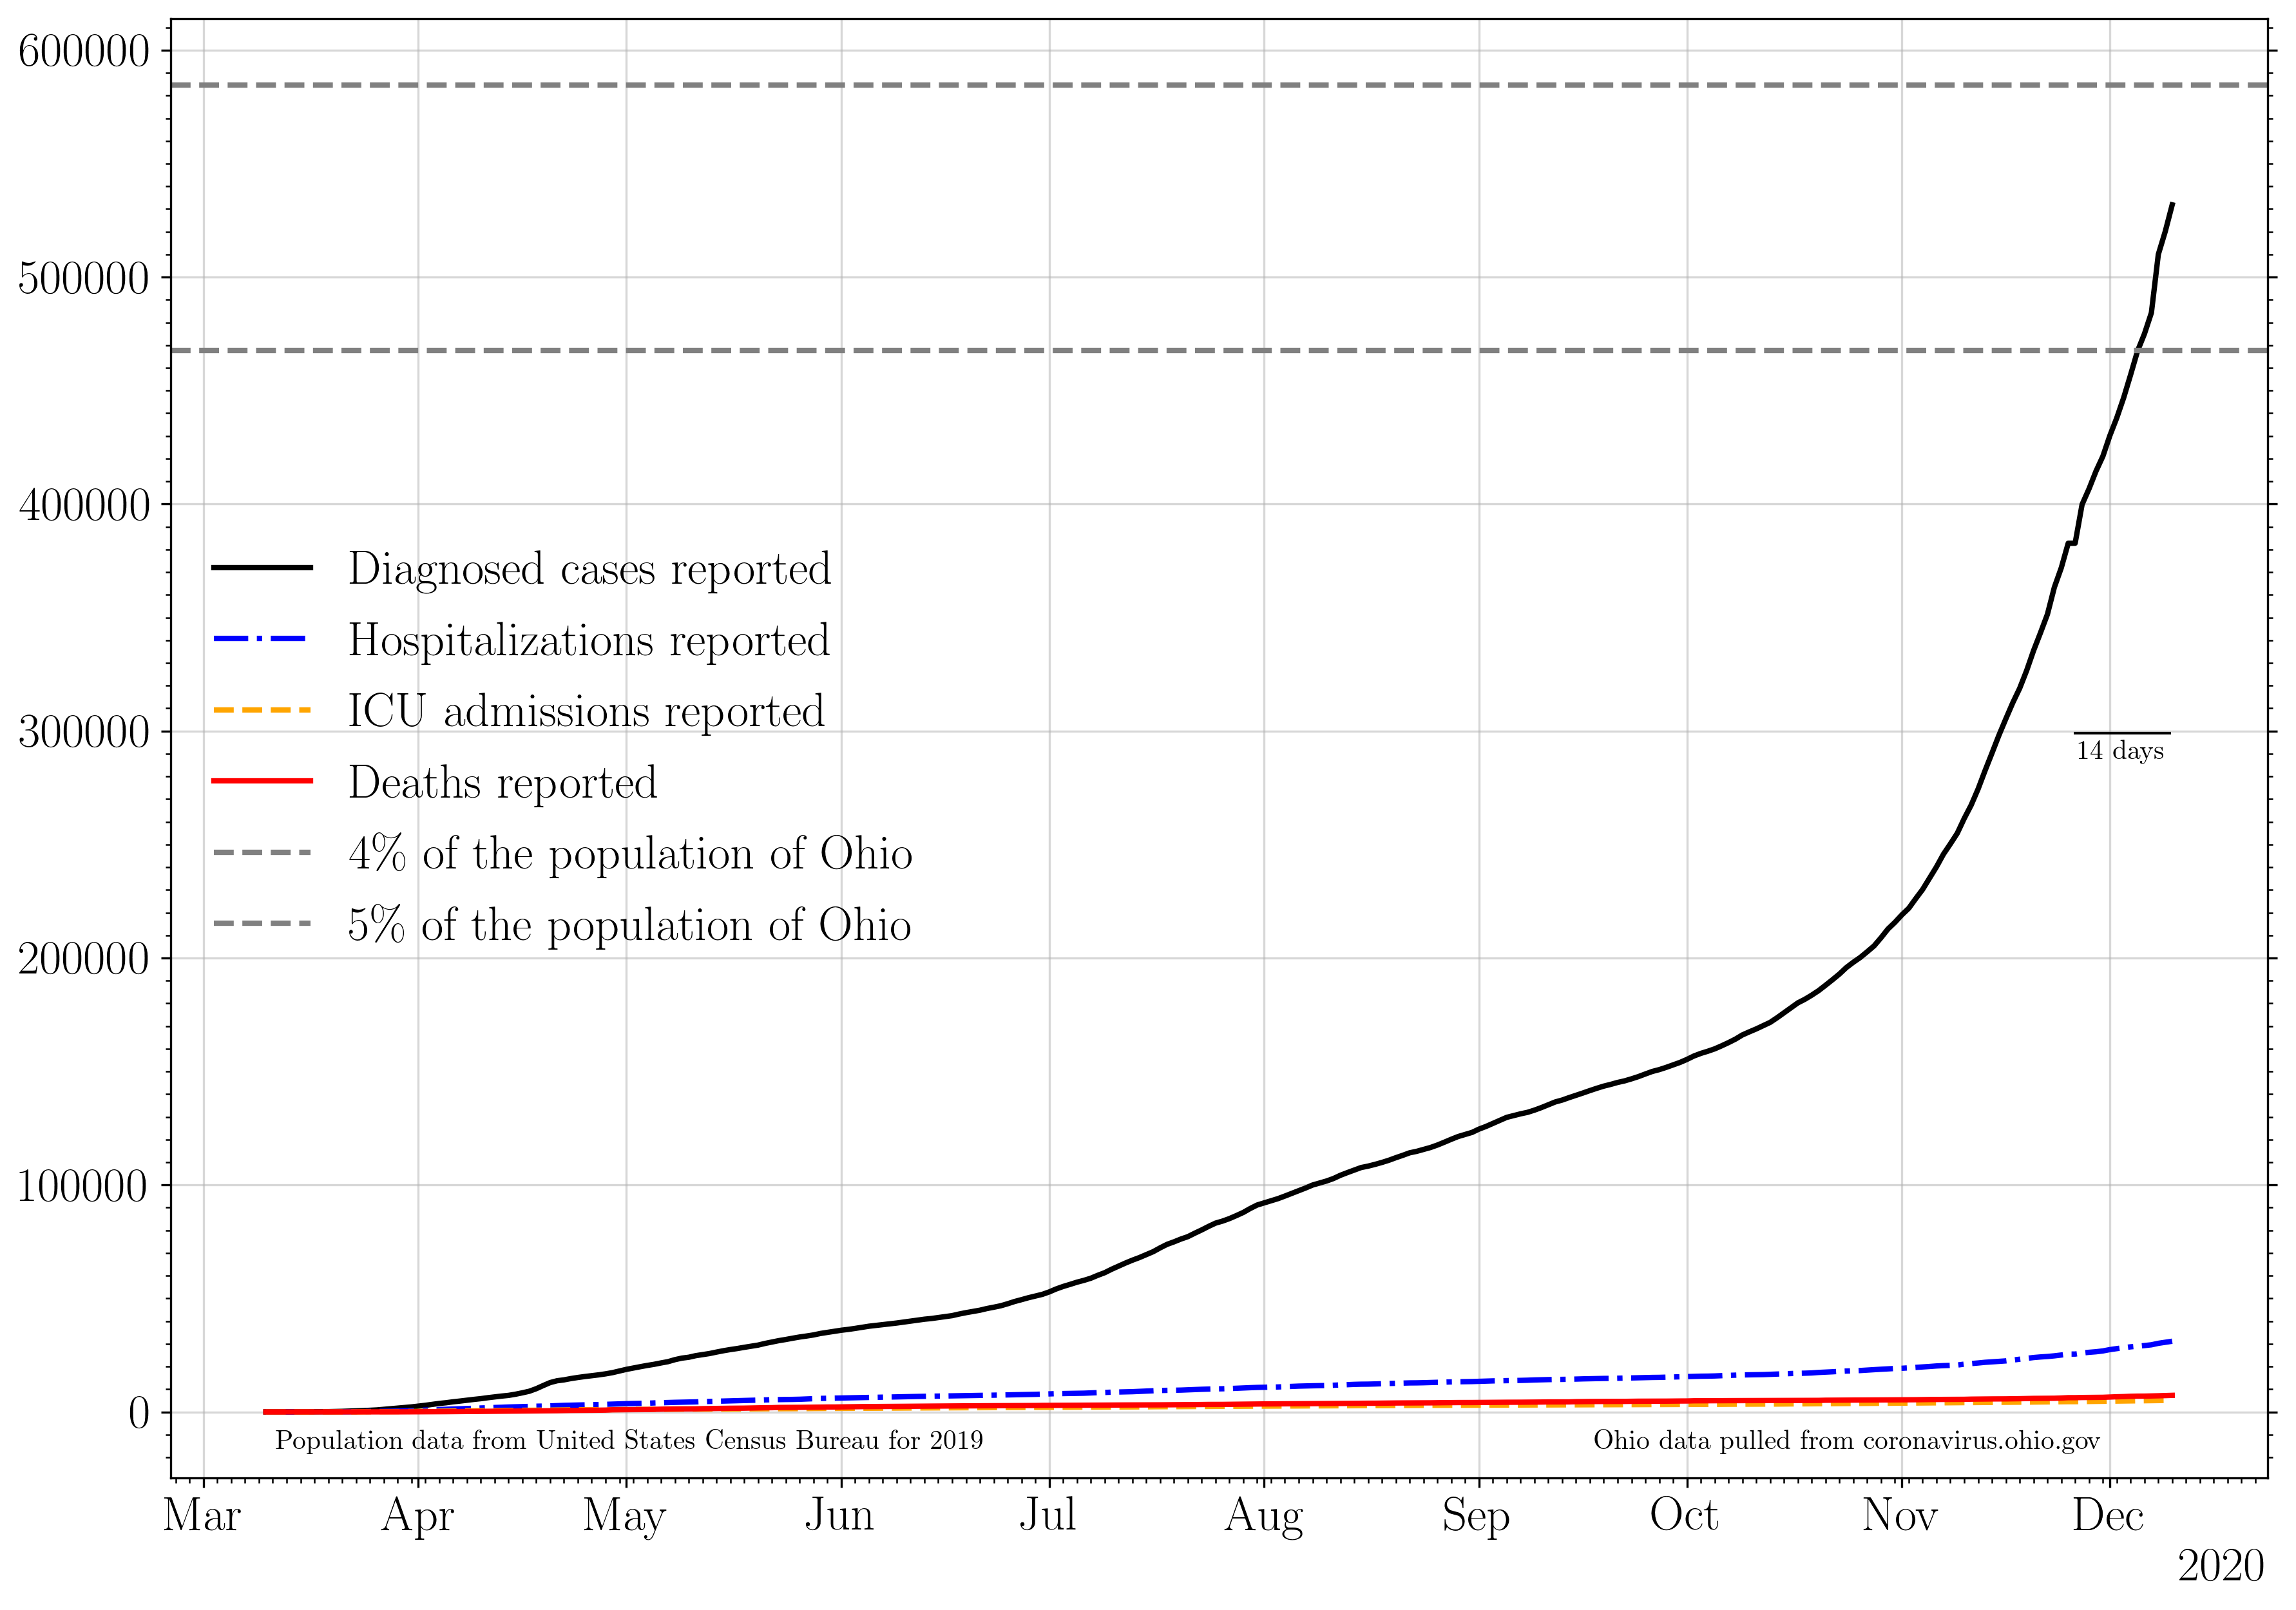 600000
500000
400000
300000
200000
100000
0
Diagnosed cases reported
Hospitalizations reported
ICU admissions reported
Deaths reported
4% of the population of Ohio
5% of the population of Ohio
14 days
Population data from United States Census Bureau for 2019
Ohio data pulled from coronavirus.ohio.gov
Mar Apr May Jun Jul Aug Sep Oct Nov Dec
2020